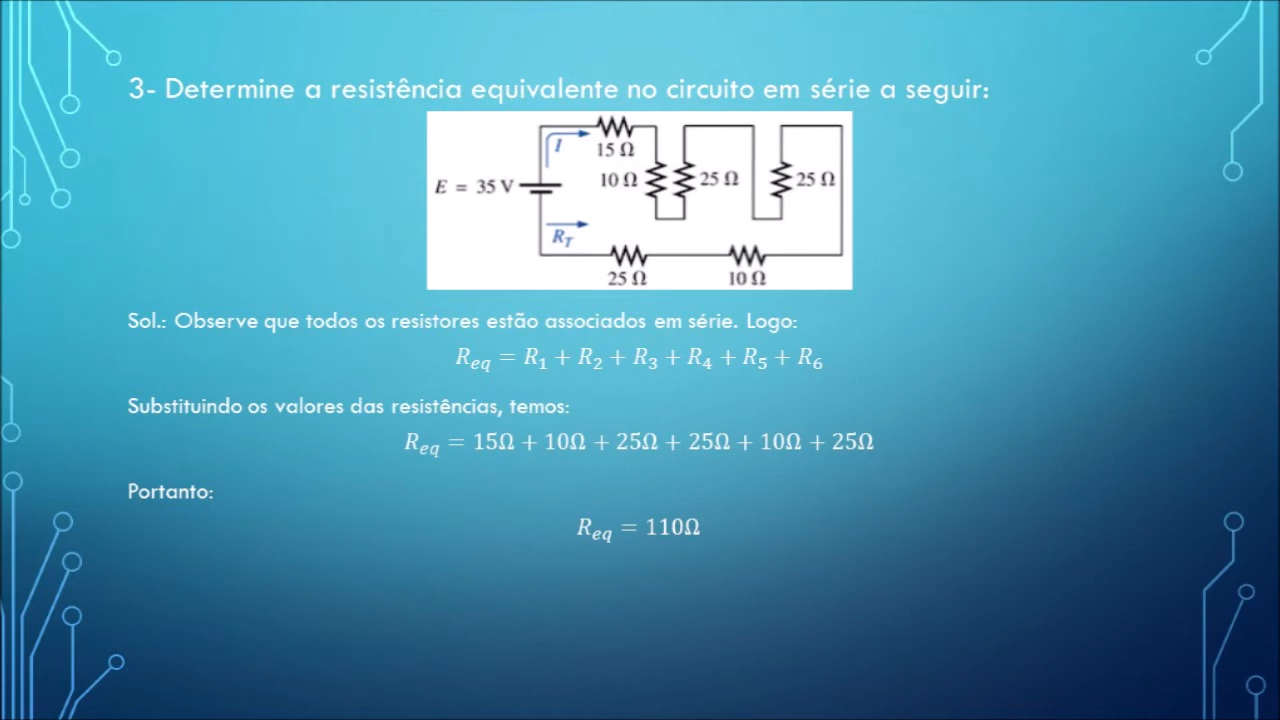 3- Determine a resistência equivalente no circuito em série a seguir:
I
15 Ω
10 Ω
25 Ω
25 Ω
E = 35 V
R_T
25 Ω
10 Ω
Sol.: Observe que todos os resistores estão associados em série. Logo:
R_eq = R_1 + R_2 + R_3 + R_4 + R_5 + R_6
Substituindo os valores das resistências, temos:
R_eq = 15Ω + 10Ω + 25Ω + 25Ω + 10Ω + 25Ω
Portanto:
R_eq = 110Ω